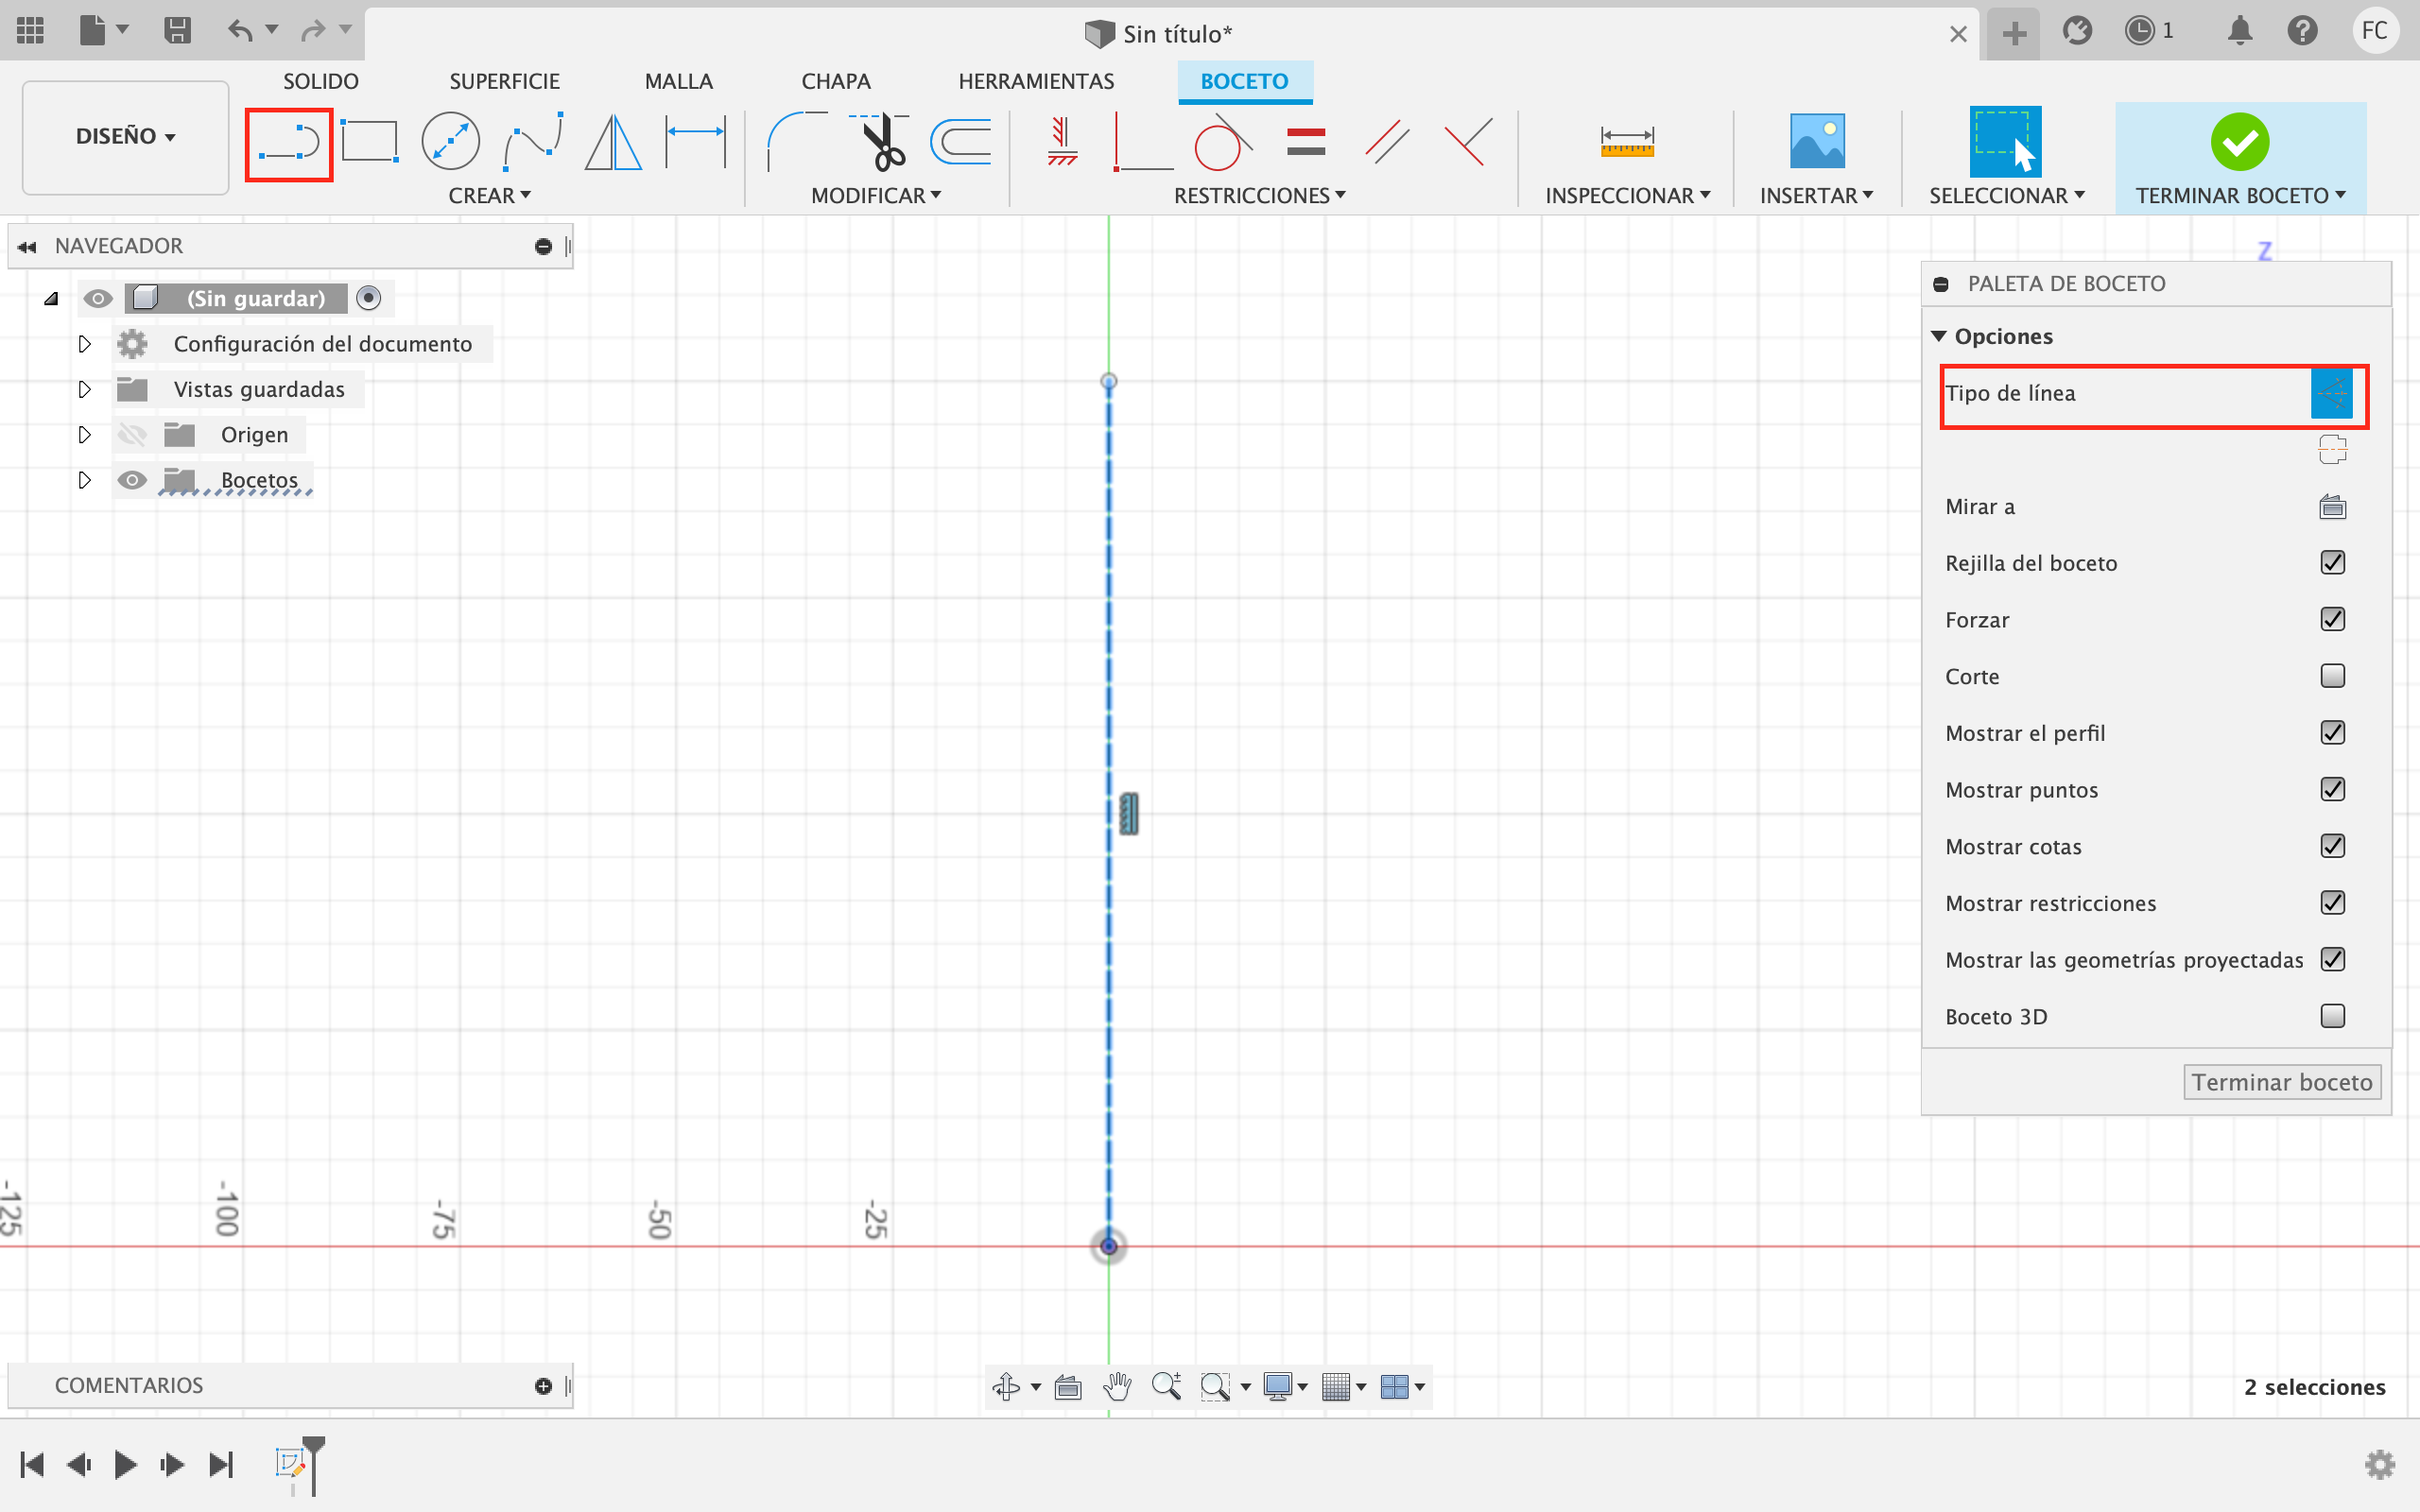 Sin título*
1
FC
SOLIDO SUPERFICIE MALLA CHAPA HERRAMIENTAS BOCETO
DISEÑO
CREAR MODIFICAR RESTRICCIONES INSPECCIONAR INSERTAR SELECCIONAR TERMINAR BOCETO
NAVEGADOR
(Sin guardar)
Configuración del documento
Vistas guardadas
Origen
Bocetos
Z
PALETA DE BOCETO
Opciones
Tipo de línea
Mirar a
Rejilla del boceto
Forzar
Corte
Mostrar el perfil
Mostrar puntos
Mostrar cotas
Mostrar restricciones
Mostrar las geometrías proyectadas
Boceto 3D
Terminar boceto
-125
-100
-75
-50
-25
COMENTARIOS
2 selecciones